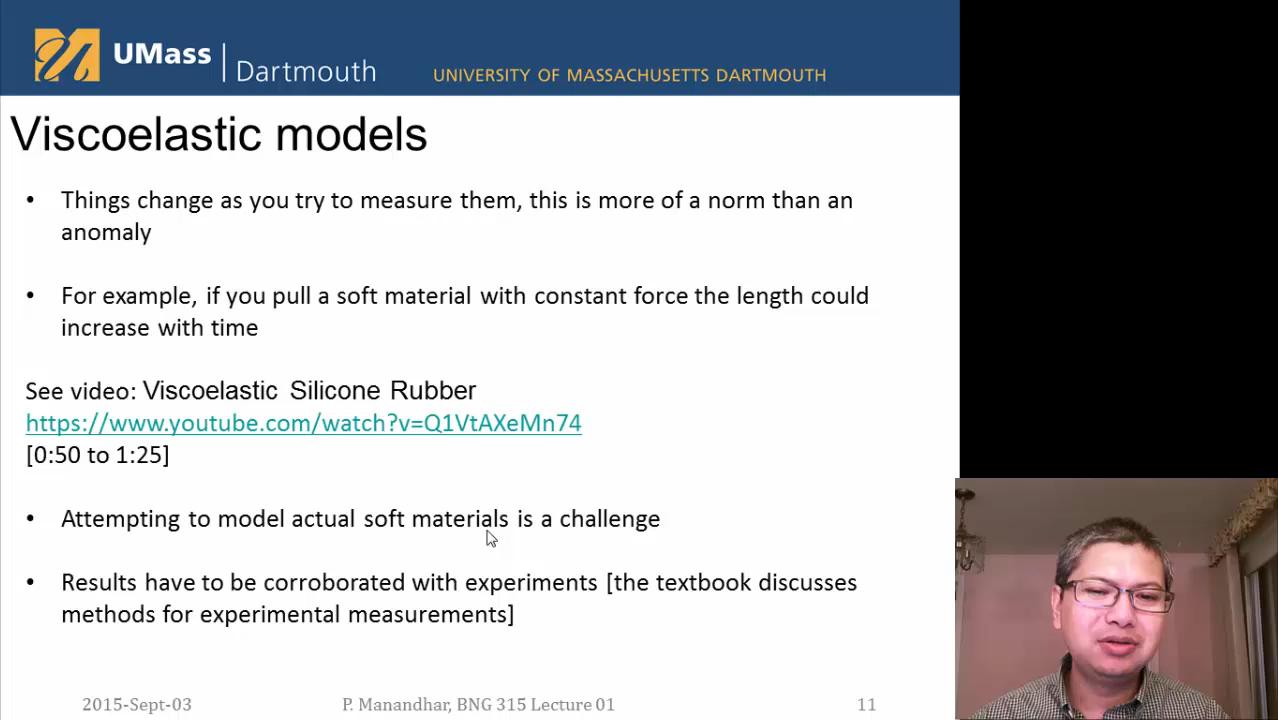 UMass
Dartmouth
UNIVERSITY OF MASSACHUSETTS DARTMOUTH
Viscoelastic models
• Things change as you try to measure them, this is more of a norm than an
anomaly
• For example, if you pull a soft material with constant force the length could
increase with time
See video: Viscoelastic Silicone Rubber
https://www.youtube.com/watch?v=Q1VtAXeMn74
[0:50 to 1:25]
• Attempting to model actual soft materials is a challenge
• Results have to be corroborated with experiments [the textbook discusses
methods for experimental measurements]
2015-Sept-03
P. Manandhar, BNG 315 Lecture 01
11